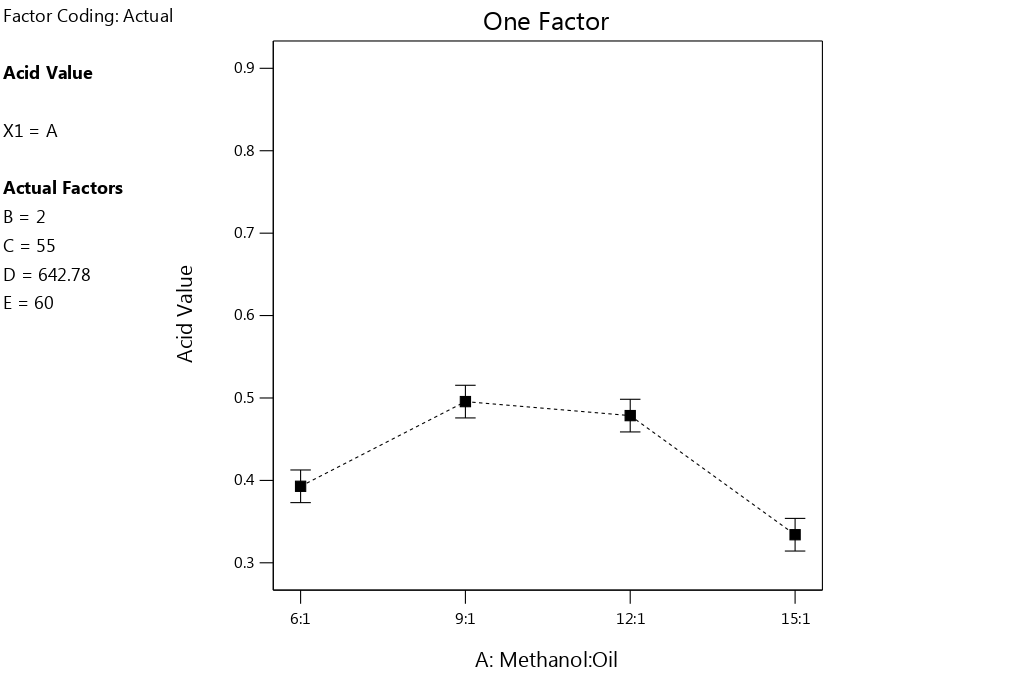 Factor Coding: Actual
One Factor
Acid Value
X1 = A
Actual Factors
B = 2
C = 55
D = 642.78
E = 60
Acid Value
0.9
0.8
0.7
0.6
0.5
0.4
0.3
6:1 9:1 12:1 15:1
A: Methanol:Oil